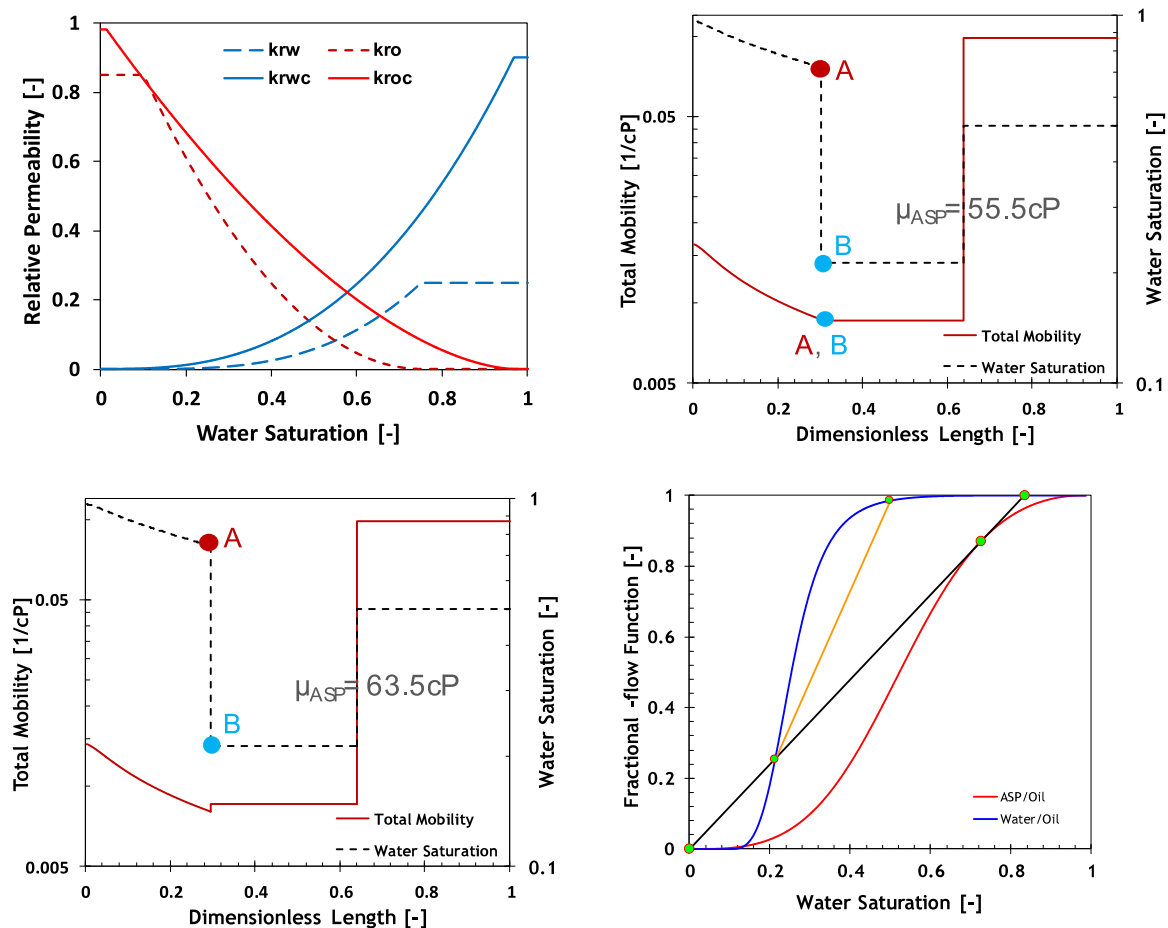 krw
kro
krwc
kroc
Relative Permeability [-]
1
0.8
0.6
0.4
0.2
0
0
0.2
0.4
0.6
0.8
1
Water Saturation [-]
Total Mobility [1/cP]
0.05
0.005
A
B
A, B
μASP= 55.5cP
Total Mobility
Water Saturation
1
0.1
Water Saturation [-]
0
0.2
0.4
0.6
0.8
1
Dimensionless Length [-]
Total Mobility [1/cP]
0.05
0.005
A
B
μASP= 63.5cP
Total Mobility
Water Saturation
1
0.1
Water Saturation [-]
0
0.2
0.4
0.6
0.8
1
Dimensionless Length [-]
Fractional -flow Function [-]
1
0.8
0.6
0.4
0.2
0
ASP/Oil
Water/Oil
0
0.2
0.4
0.6
0.8
1
Water Saturation [-]